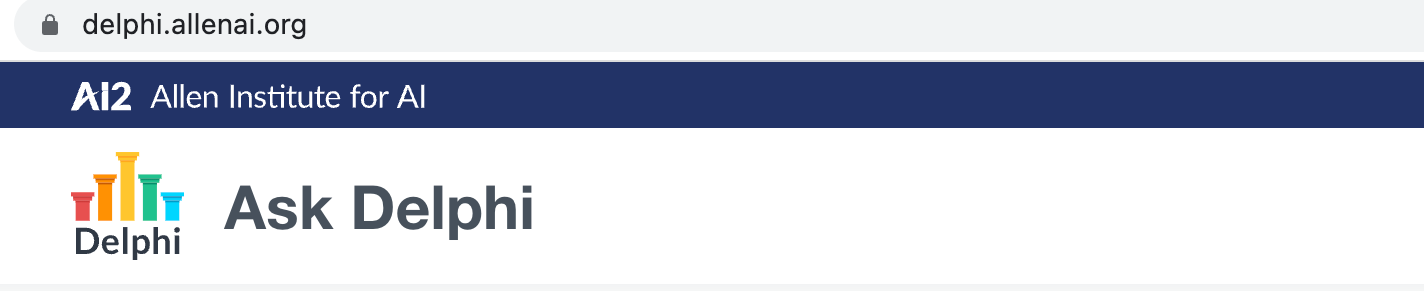 delphi.allenai.org
AI2 Allen Institute for AI
Delphi
Ask Delphi